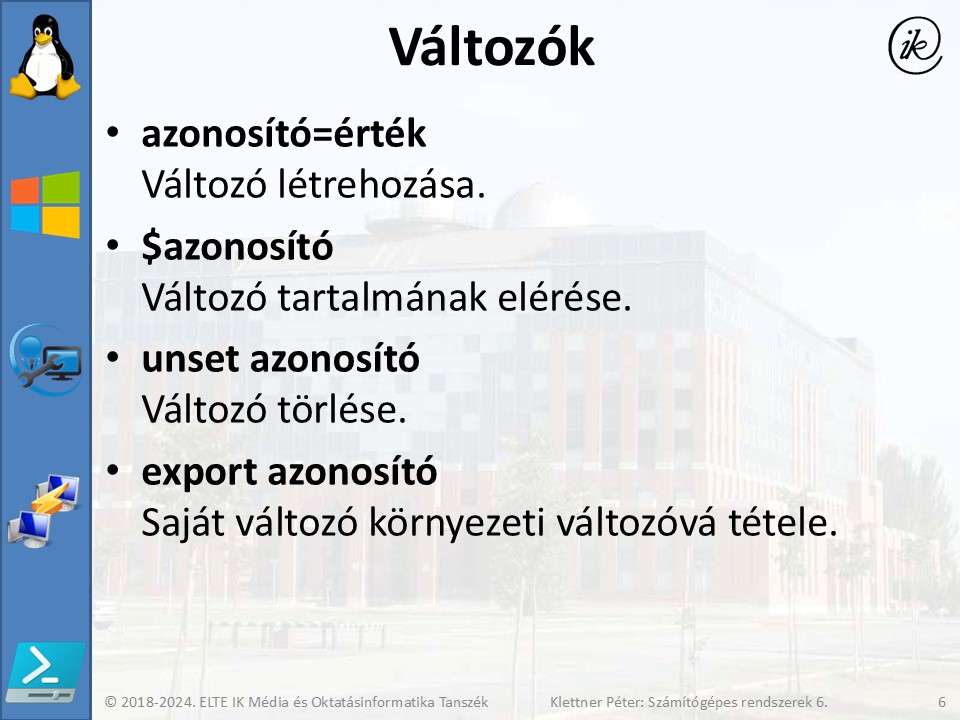 Változók
ik
• azonosító=érték
Változó létrehozása.
• $azonosító
Változó tartalmának elérése.
• unset azonosító
Változó törlése.
• export azonosító
Saját változó környezeti változóvá tétele.
© 2018-2024. ELTE IK Média és Oktatásinformatika Tanszék Klettner Péter: Számítógépes rendszerek 6. 6